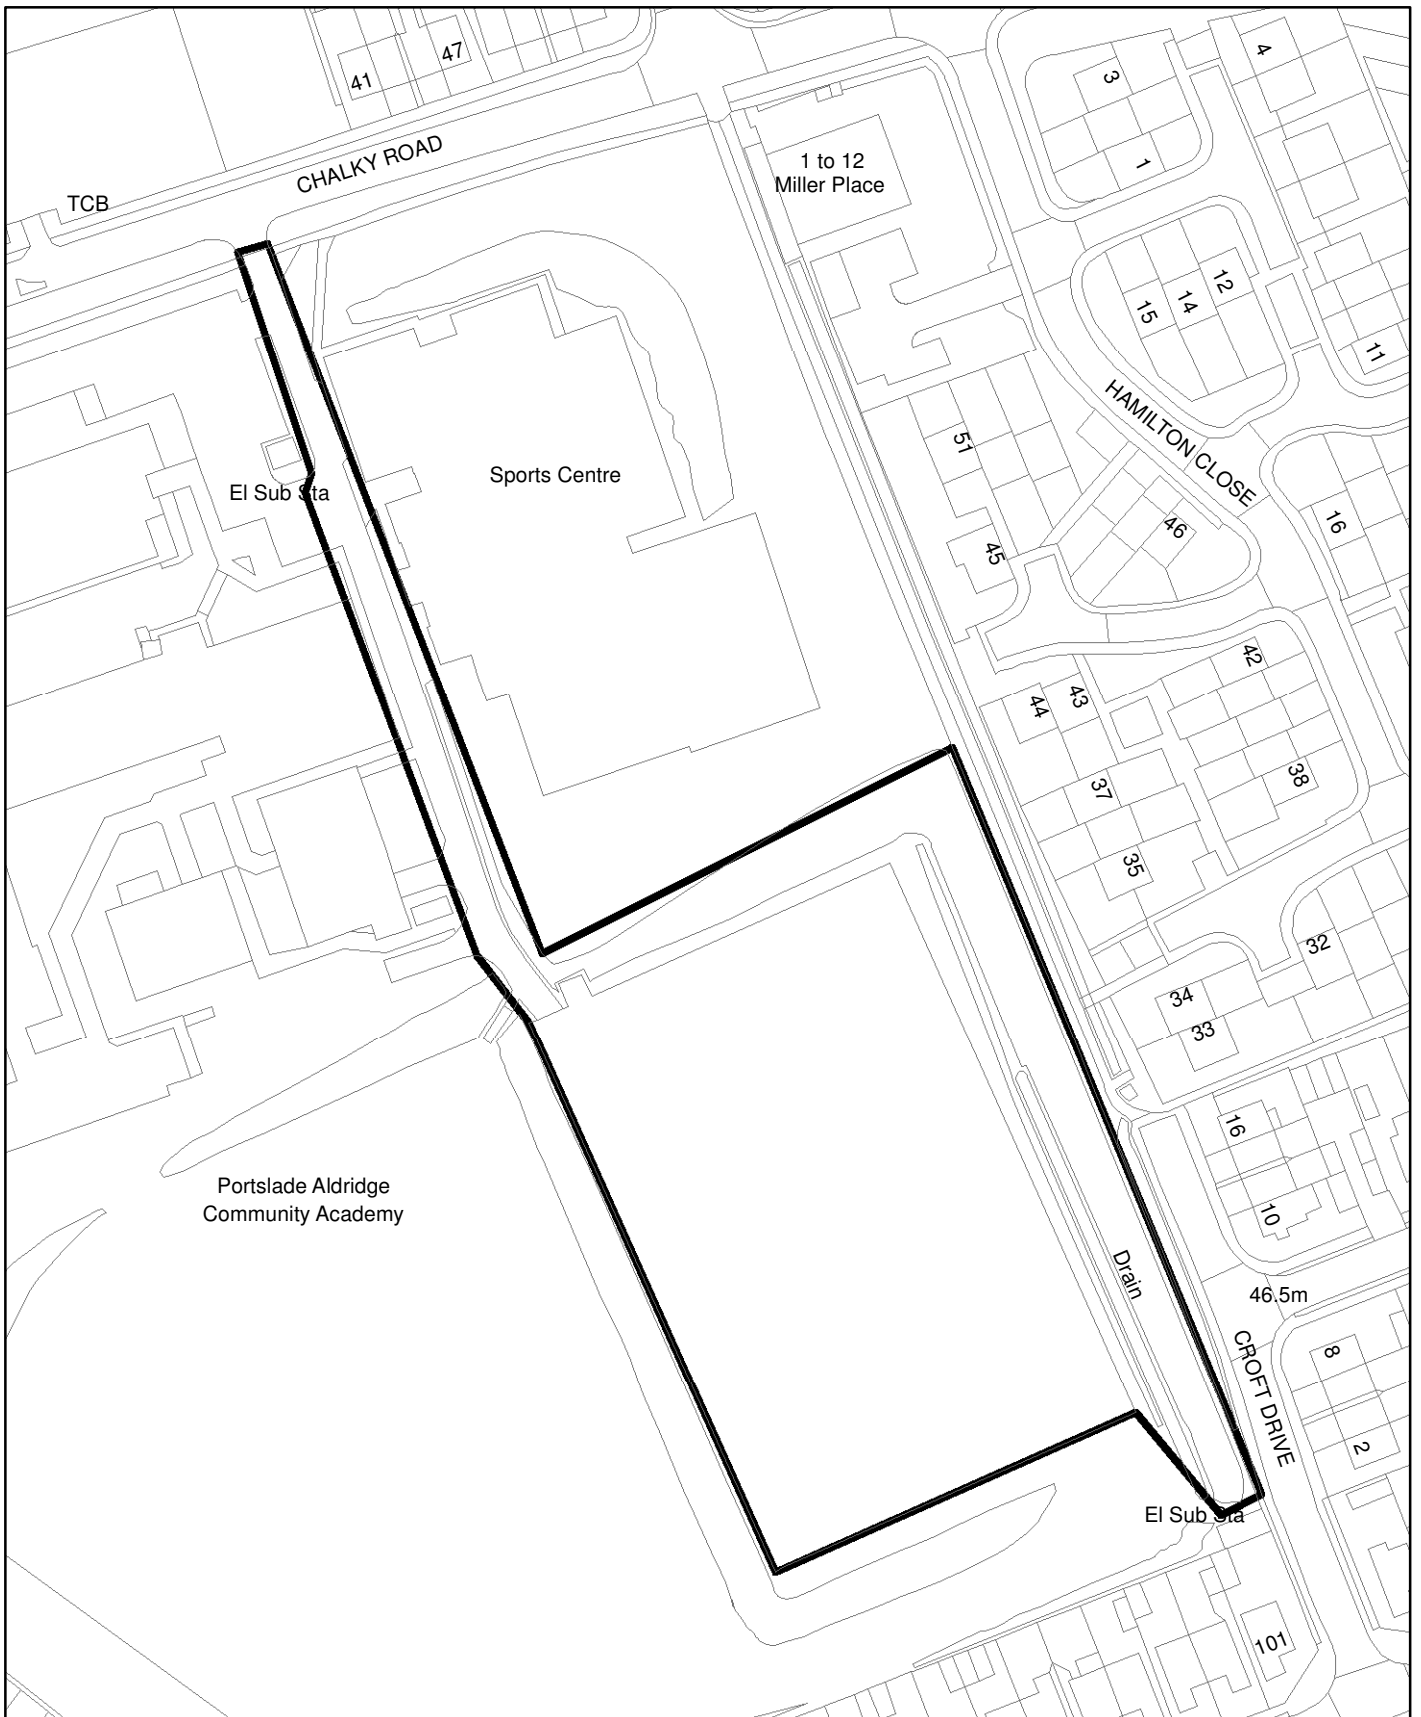 47
41
4
3
1
CHALKY ROAD
1 to 12
Miller Place
TCB
12
14
15
11
HAMILTON CLOSE
51
Sports Centre
El Sub Sta
16
46
45
42
43
44
38
37
35
32
34
33
16
10
Portslade Aldridge
Community Academy
Drain
46.5m
CROFT DRIVE
8
2
El Sub Sta
101